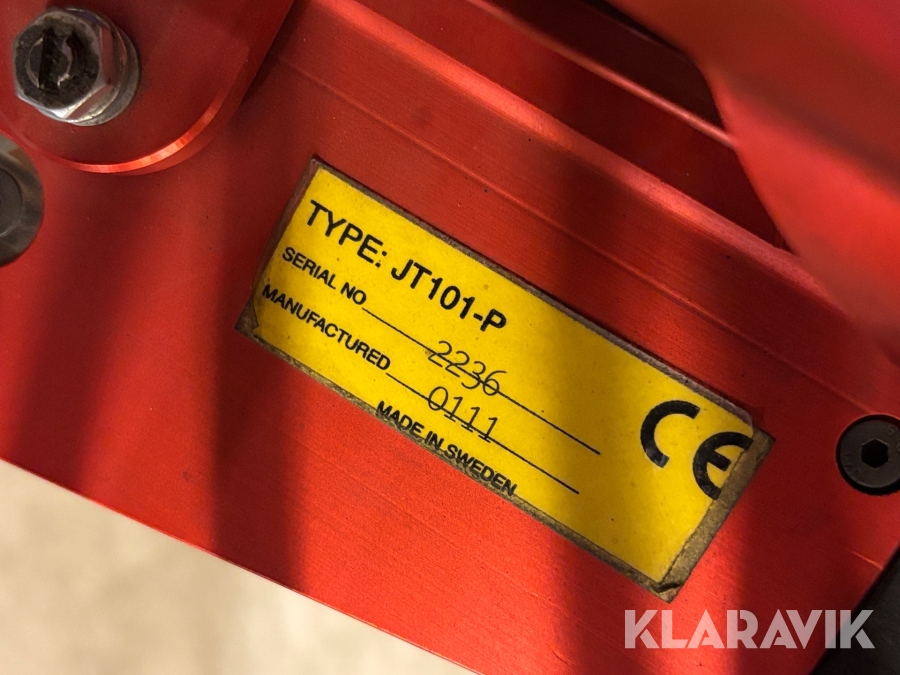 TYPE: JT101-P
SERIAL NO 2236
MANUFACTURED 0111
MADE IN SWEDEN
CE
KLARAVIK